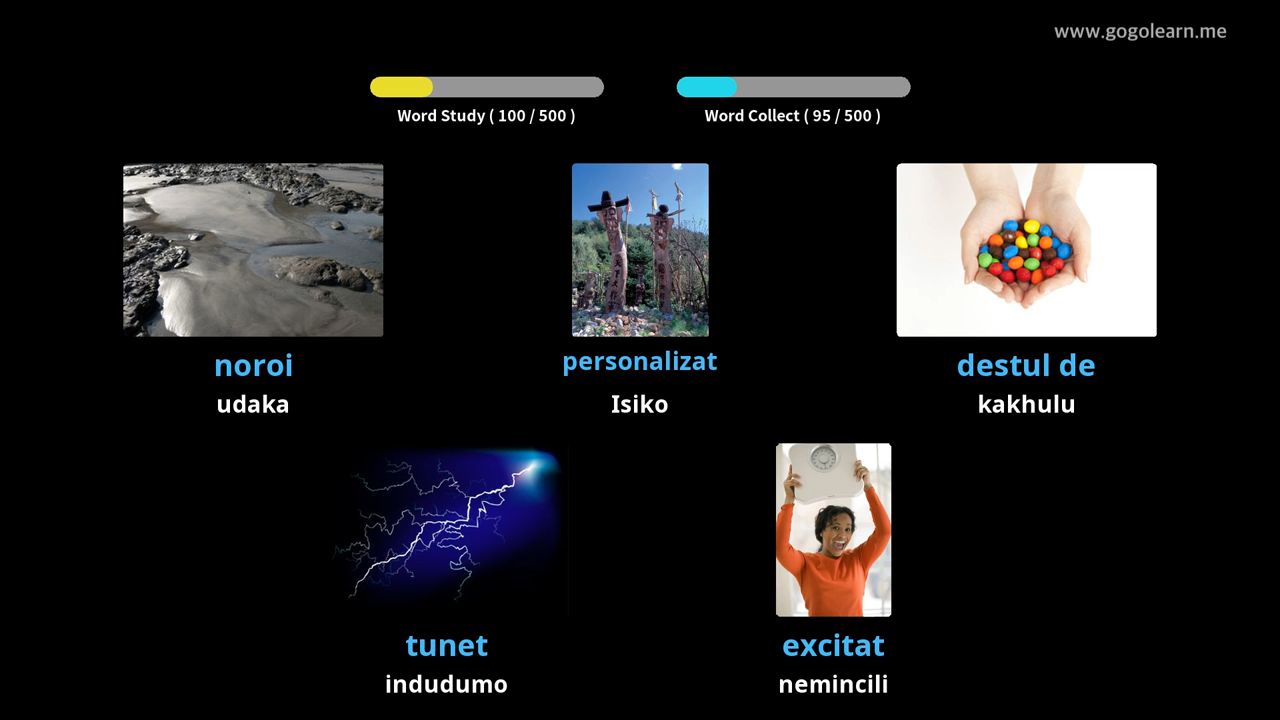 www.gogolearn.me
Word Study ( 100 / 500 )
Word Collect ( 95 / 500 )
noroi
udaka
personalizat
Isiko
destul de
kakhulu
tunet
indudumo
excitat
nemincili